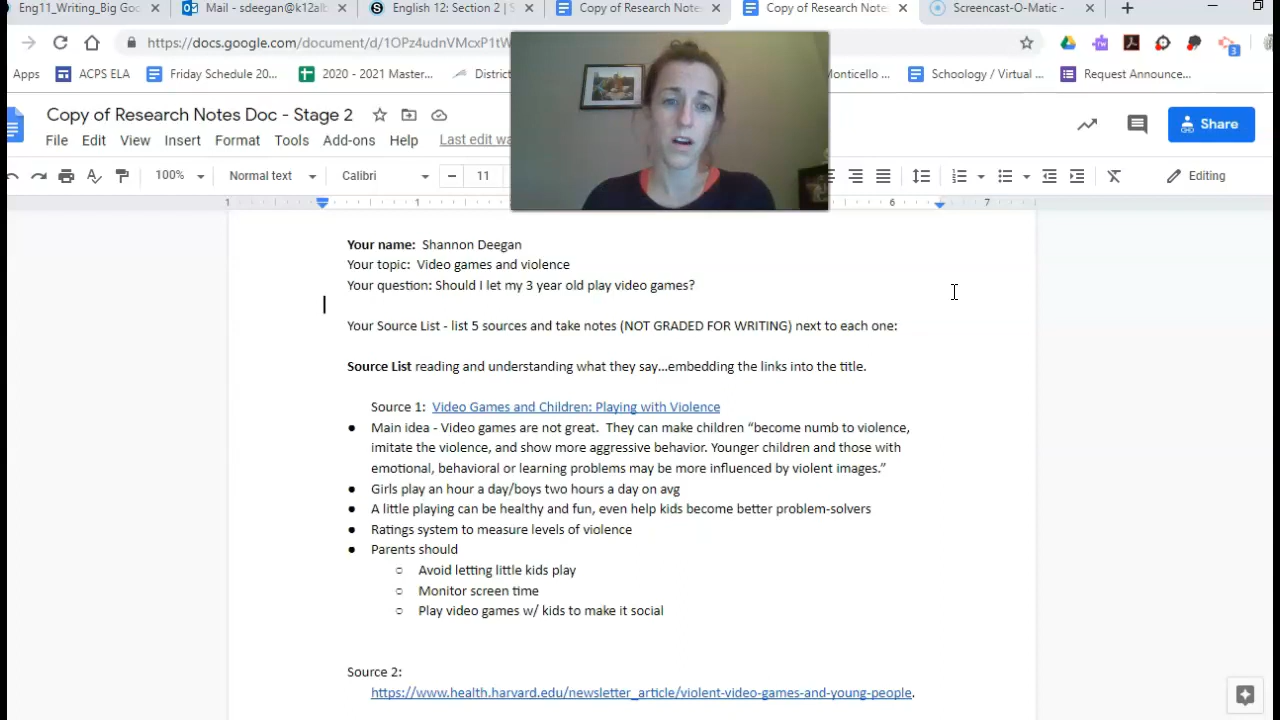 Eng11_Writing_Big Go
Mail - sdeegan@k12alb
English 12: Section 2 | S
Copy of Research Notes
Copy of Research Notes
Screencast-O-Matic -
https://docs.google.com/document/d/1OPz4udnVMcxP1tW
3
Apps
ACPS ELA
Friday Schedule 20...
2020 - 2021 Master...
District
Monticello ...
Schoology / Virtual ...
Request Announce...
Copy of Research Notes Doc - Stage 2
Share
File Edit View Insert Format Tools Add-ons Help Last edit wa
100% Normal text Calibri 11 Editing
1 1 6 7
Your name: Shannon Deegan
Your topic: Video games and violence
Your question: Should I let my 3 year old play video games?
Your Source List - list 5 sources and take notes (NOT GRADED FOR WRITING) next to each one:
Source List reading and understanding what they say...embedding the links into the title.
Source 1: Video Games and Children: Playing with Violence
● Main idea - Video games are not great. They can make children “become numb to violence,
imitate the violence, and show more aggressive behavior. Younger children and those with
emotional, behavioral or learning problems may be more influenced by violent images.”
● Girls play an hour a day/boys two hours a day on avg
● A little playing can be healthy and fun, even help kids become better problem-solvers
● Ratings system to measure levels of violence
● Parents should
○ Avoid letting little kids play
○ Monitor screen time
○ Play video games w/ kids to make it social
Source 2:
https://www.health.harvard.edu/newsletter_article/violent-video-games-and-young-people.